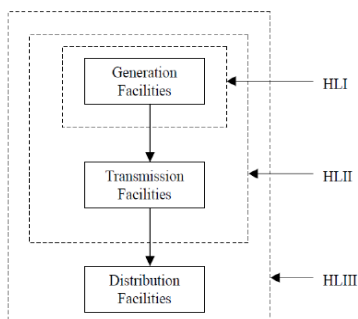 Generation
Facilities
HLI
Transmission
Facilities
HLII
Distribution
Facilities
HLIII